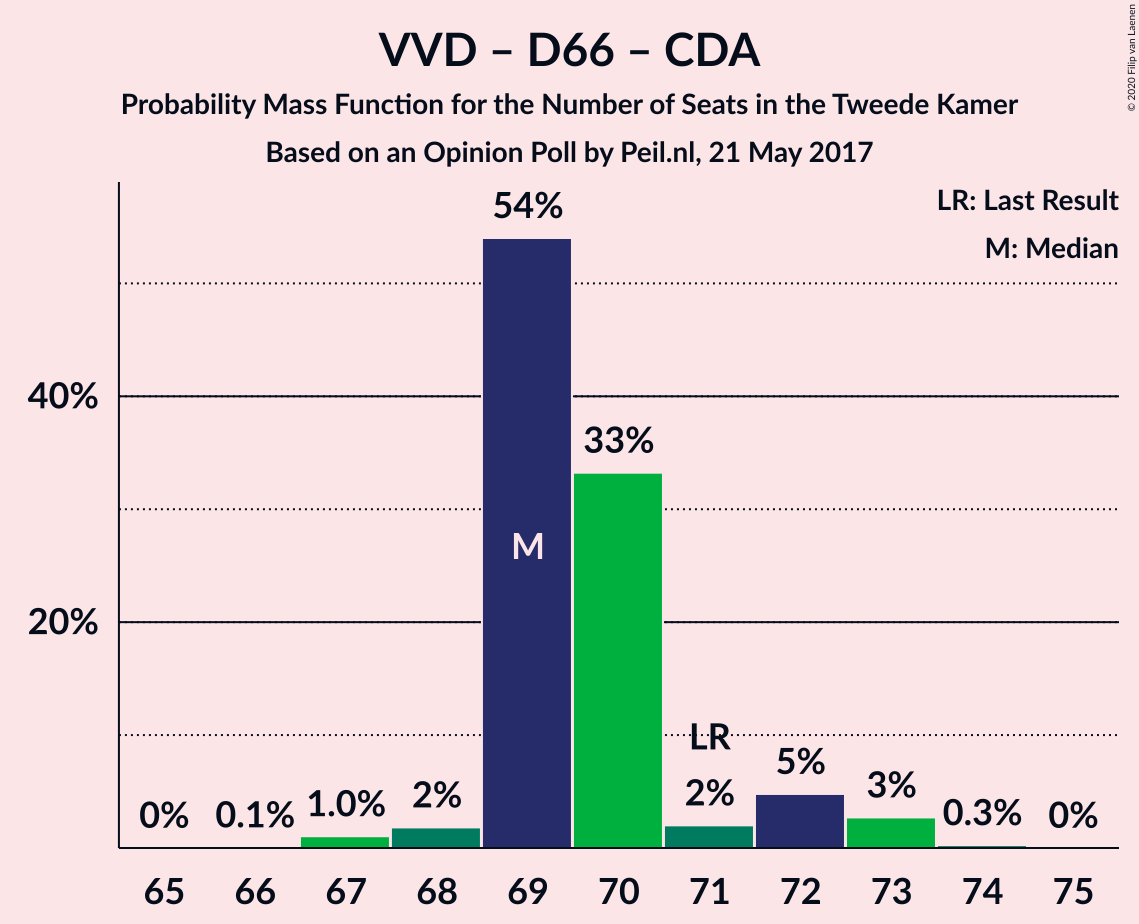 VVD – D66 – CDA
Probability Mass Function for the Number of Seats in the Tweede Kamer
Based on an Opinion Poll by Peil.nl, 21 May 2017
© 2020 Filip van Laenen
LR: Last Result
M: Median
54%
40%
33%
M
20%
LR
5%
2%
2%
3%
1.0%
0%
0.1%
0.3%
0%
65 66 67 68 69 70 71 72 73 74 75